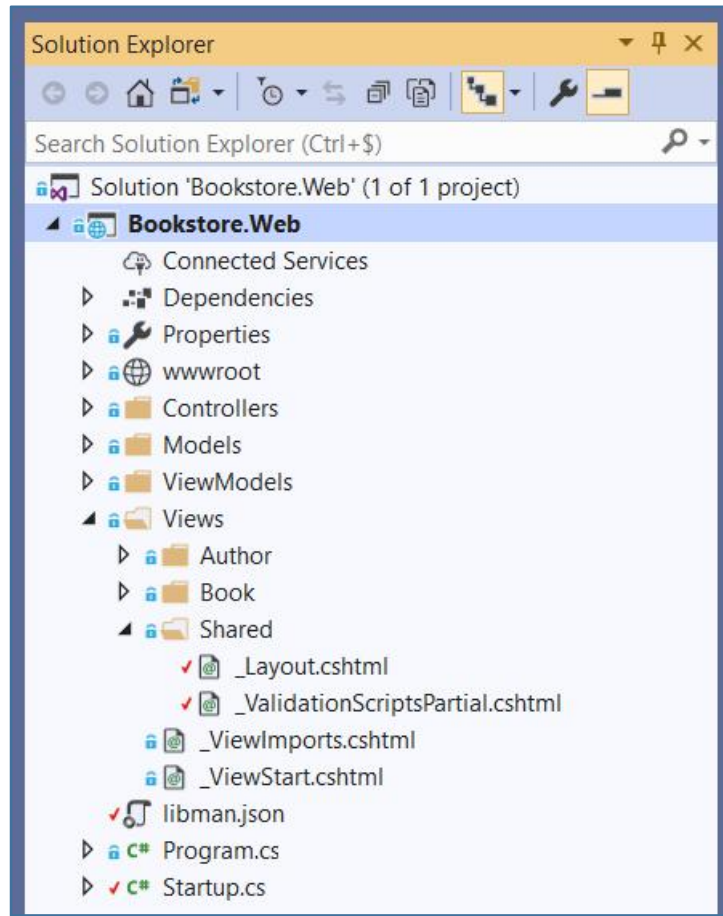 Solution Explorer
Search Solution Explorer (Ctrl+$)
Solution 'Bookstore.Web' (1 of 1 project)
Bookstore.Web
Connected Services
Dependencies
Properties
wwwroot
Controllers
Models
ViewModels
Views
Author
Book
Shared
_Layout.cshtml
_ValidationScriptsPartial.cshtml
_ViewImports.cshtml
_ViewStart.cshtml
libman.json
C# Program.cs
C# Startup.cs